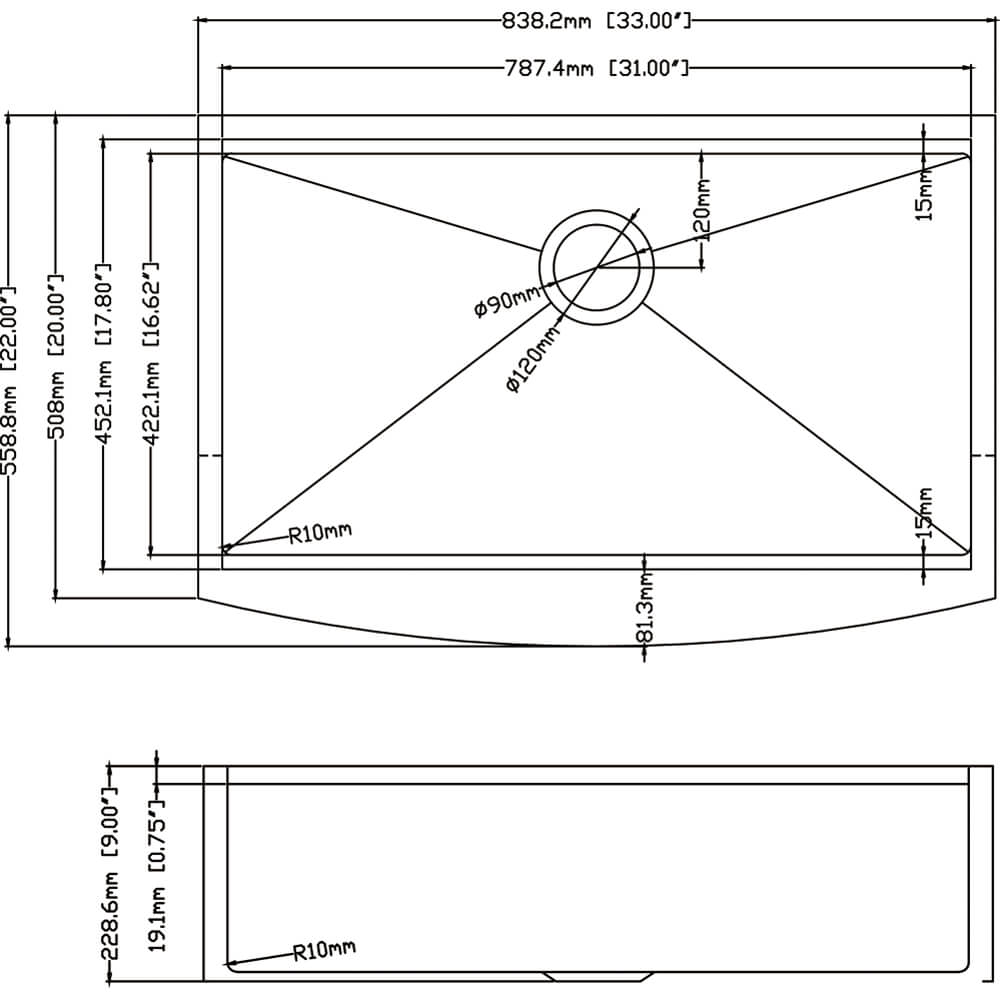 838.2mm [33.00″]
787.4mm [31.00″]
558.8mm [22.00″]
508mm [20.00″]
452.1mm [17.80″]
422.1mm [16.62″]
120mm
15mm
Ø90mm
Ø120mm
R10mm
15mm
81.3mm
228.6mm [9.00″]
19.1mm [0.75″]
R10mm